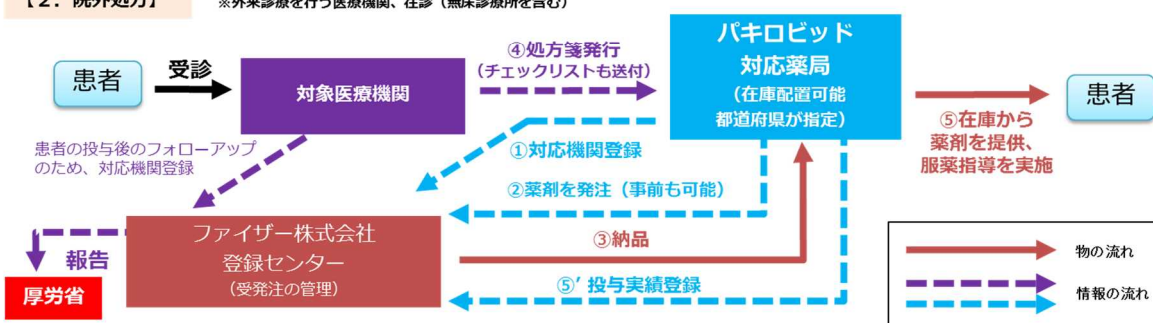 【２．院外処方】
※外来診療を行う医療機関、往診（無床診療所を含む）
患者
受診
対象医療機関
④処方箋発行
（チェックリストも送付）
パキロビッド
対応薬局
（在庫配置可能
都道府県が指定）
⑤在庫から
薬剤を提供、
服薬指導を実施
患者
患者の投与後のフォローアップ
のため、対応機関登録
①対応機関登録
②薬剤を発注（事前も可能）
ファイザー株式会社
登録センター
（受発注の管理）
③納品
⑤’投与実績登録
報告
厚労省
物の流れ
情報の流れ